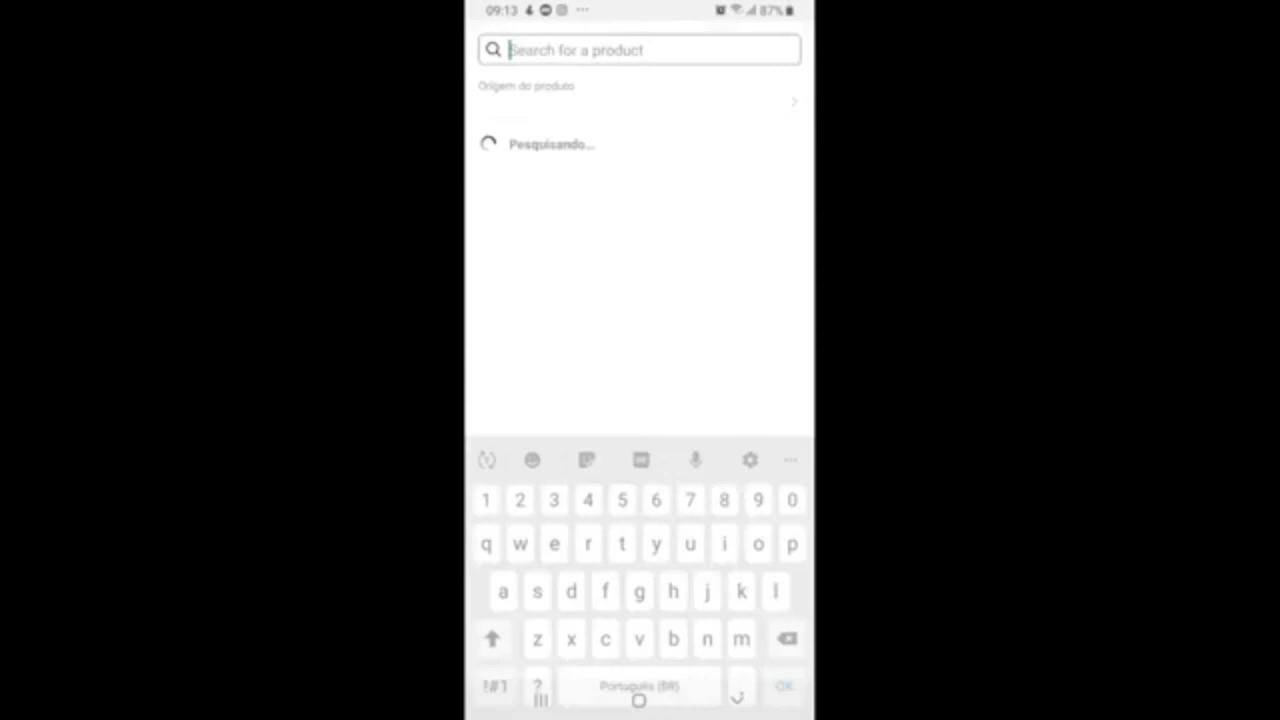 09:13 87%
Search for a product
Origem do produto
Pesquisando...
1 2 3 4 5 6 7 8 9 0
q w e r t y u i o p
a s d f g h j k l
z x c v b n m
!#1 ? Português (BR) OK